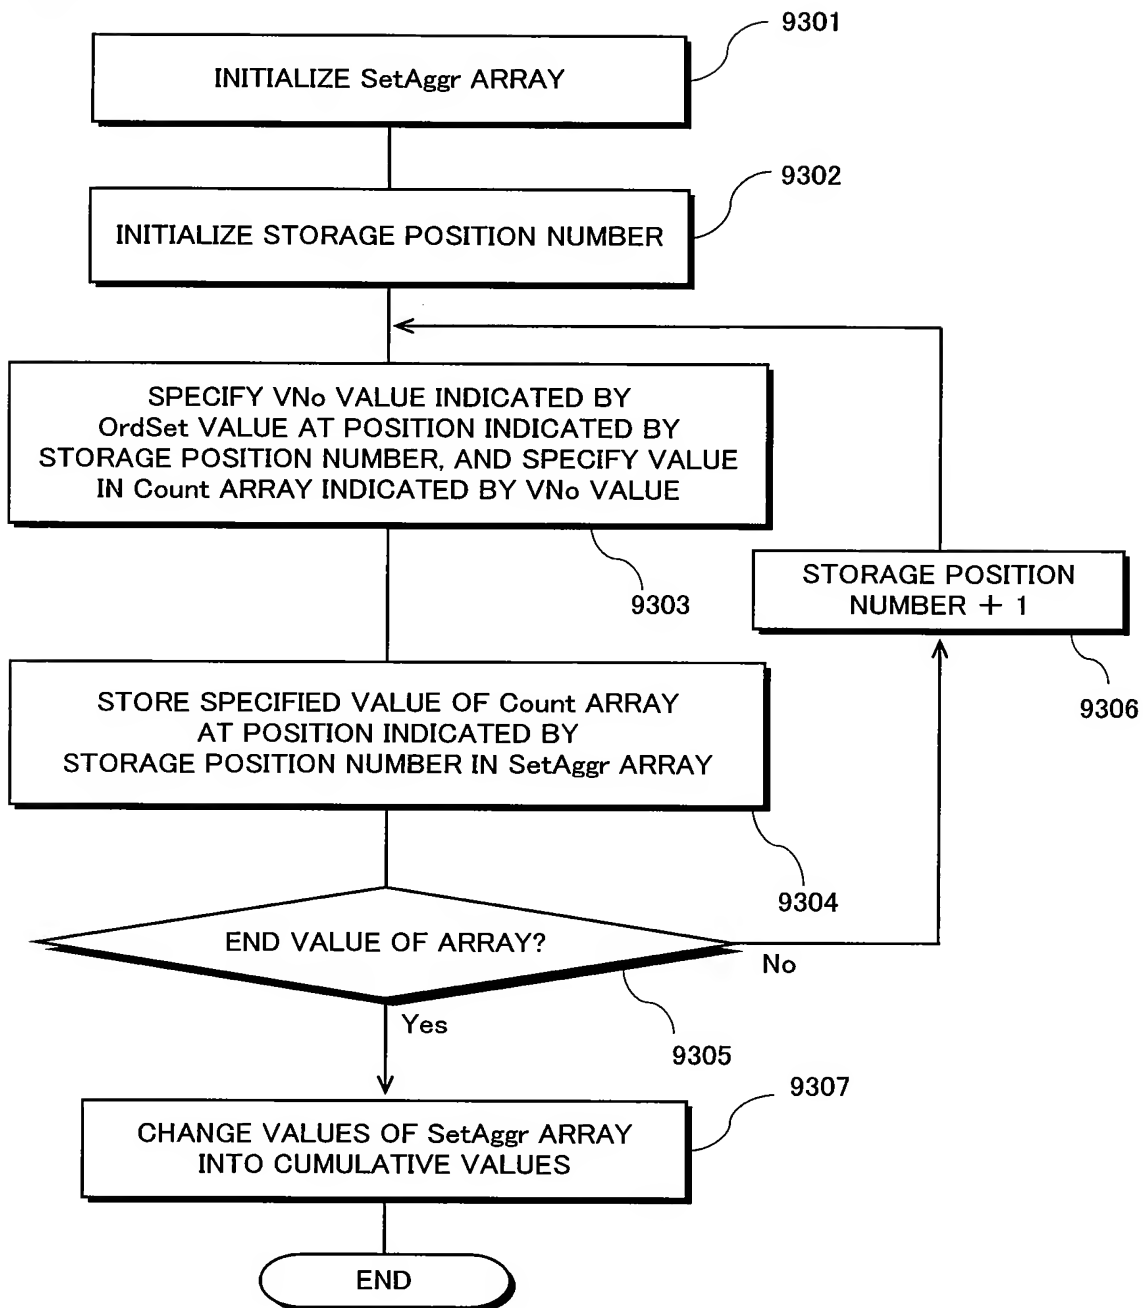 9301
INITIALIZE SetAggr ARRAY
9302
INITIALIZE STORAGE POSITION NUMBER
SPECIFY VNo VALUE INDICATED BY
OrdSet VALUE AT POSITION INDICATED BY
STORAGE POSITION NUMBER, AND SPECIFY VALUE
IN Count ARRAY INDICATED BY VNo VALUE
9303
STORAGE POSITION
NUMBER + 1
9306
STORE SPECIFIED VALUE OF Count ARRAY
AT POSITION INDICATED BY
STORAGE POSITION NUMBER IN SetAggr ARRAY
9304
END VALUE OF ARRAY?
No
Yes
9305
9307
CHANGE VALUES OF SetAggr ARRAY
INTO CUMULATIVE VALUES
END